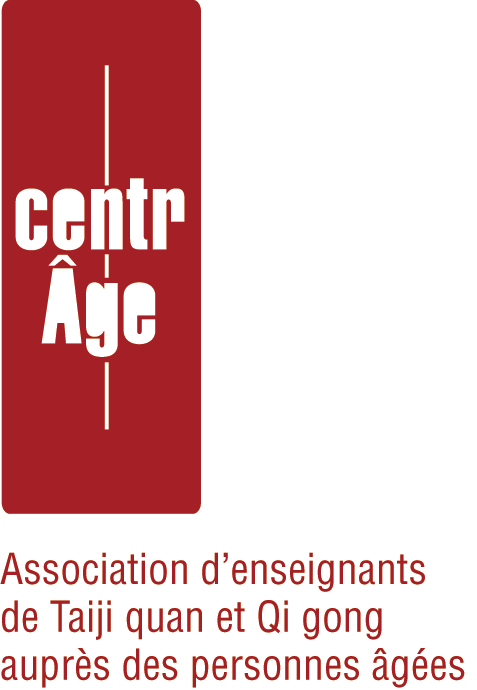 centr
Âge
Association d’enseignants
de Taiji quan et Qi gong
auprès des personnes âgées